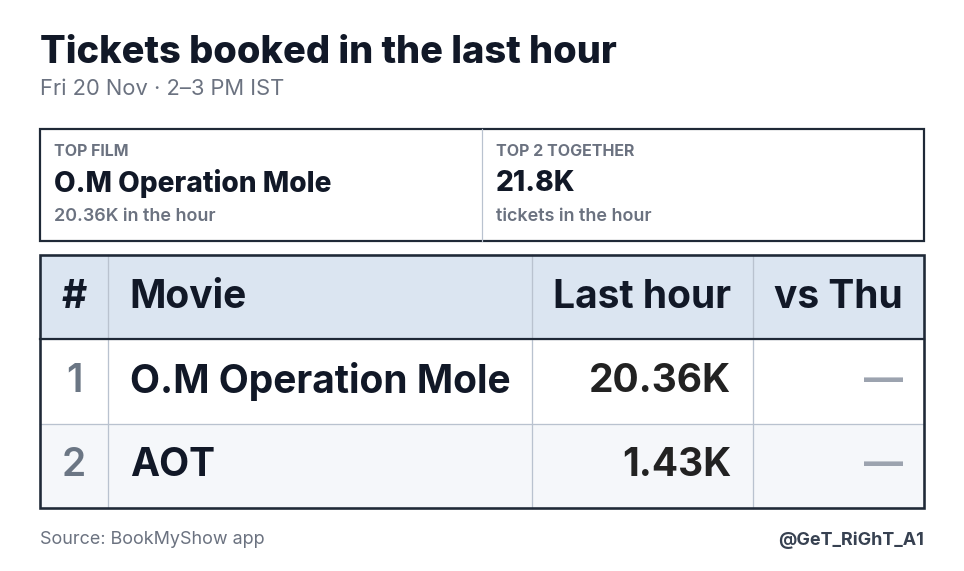 Tickets booked in the last hour
Fri 20 Nov · 2–3 PM IST
TOP FILM
O.M Operation Mole
20.36K in the hour
TOP 2 TOGETHER
21.8K
tickets in the hour
# Movie Last hour vs Thu
1 O.M Operation Mole 20.36K —
2 AOT 1.43K —
Source: BookMyShow app
@GeT_RiGhT_A1